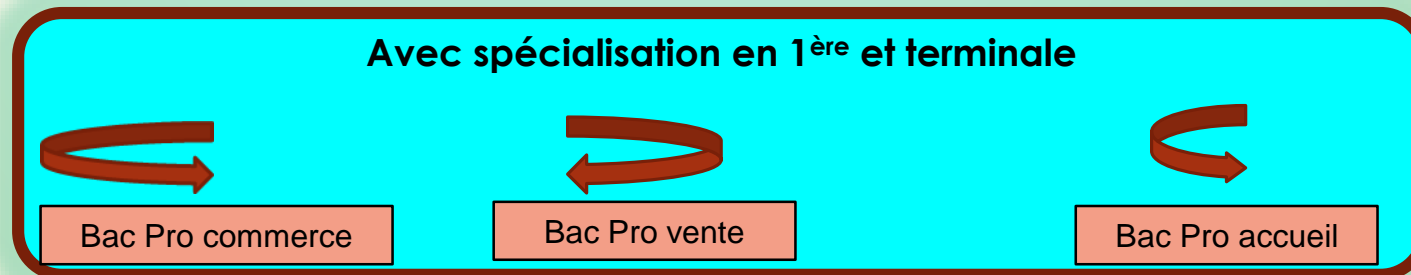 Avec spécialisation en 1ère et terminale
Bac Pro commerce
Bac Pro vente
Bac Pro accueil